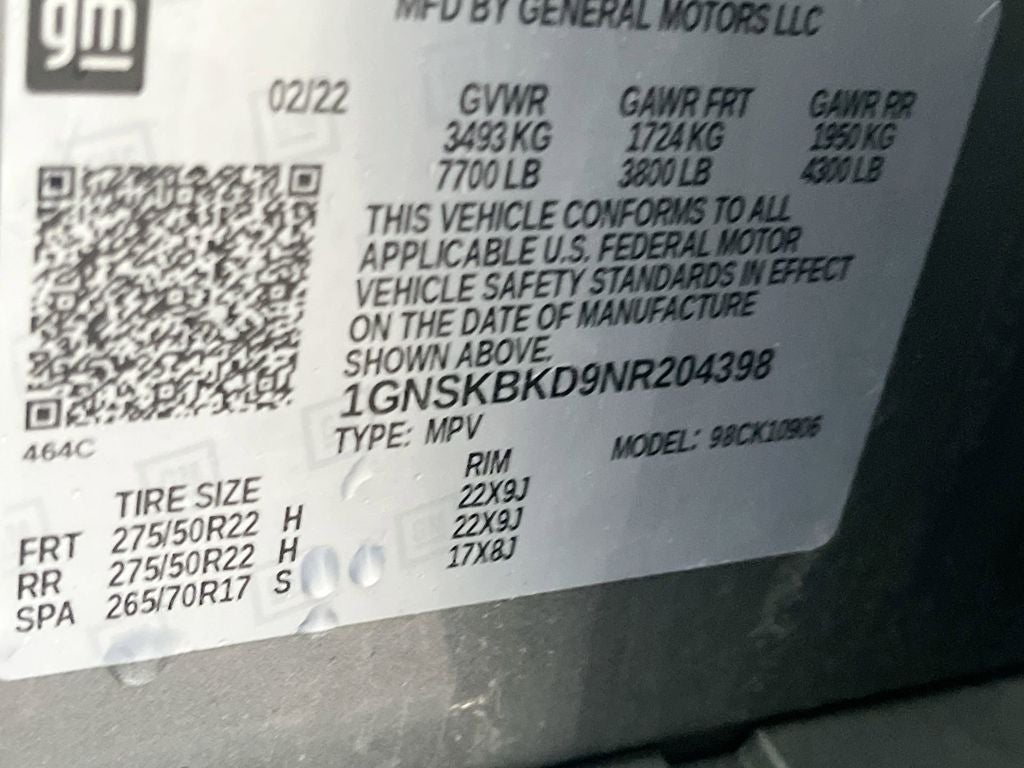 gm
MFD BY GENERAL MOTORS LLC
02/22 GVWR GAWR FRT GAWR RR
3493 KG 1724 KG 1950 KG
7700 LB 3800 LB 4300 LB
THIS VEHICLE CONFORMS TO ALL
APPLICABLE U.S. FEDERAL MOTOR
VEHICLE SAFETY STANDARDS IN EFFECT
ON THE DATE OF MANUFACTURE
SHOWN ABOVE.
1GNSKBKD9NR204398
TYPE: MPV MODEL: 98CK10906
464C
TIRE SIZE RIM
FRT 275/50R22 H 22X9J
RR 275/50R22 H 22X9J
SPA 265/70R17 S 17X8J